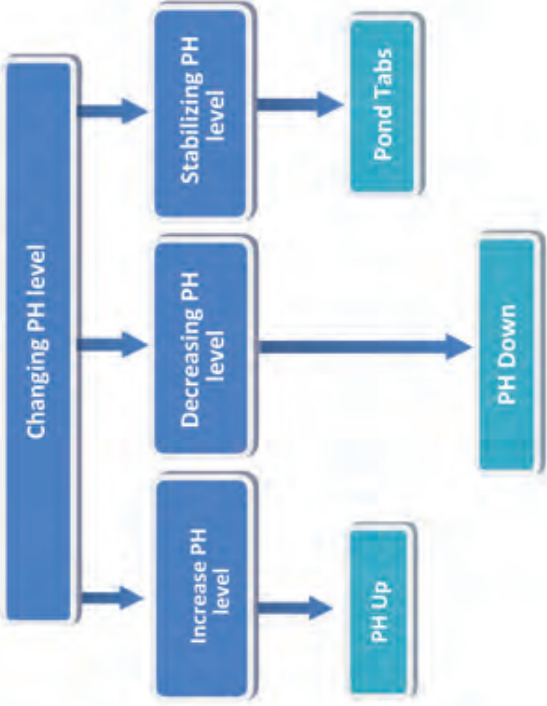 Changing PH level
Increase PH
level
Decreasing PH
level
Stabilizing PH
level
PH Up
PH Down
Pond Tabs